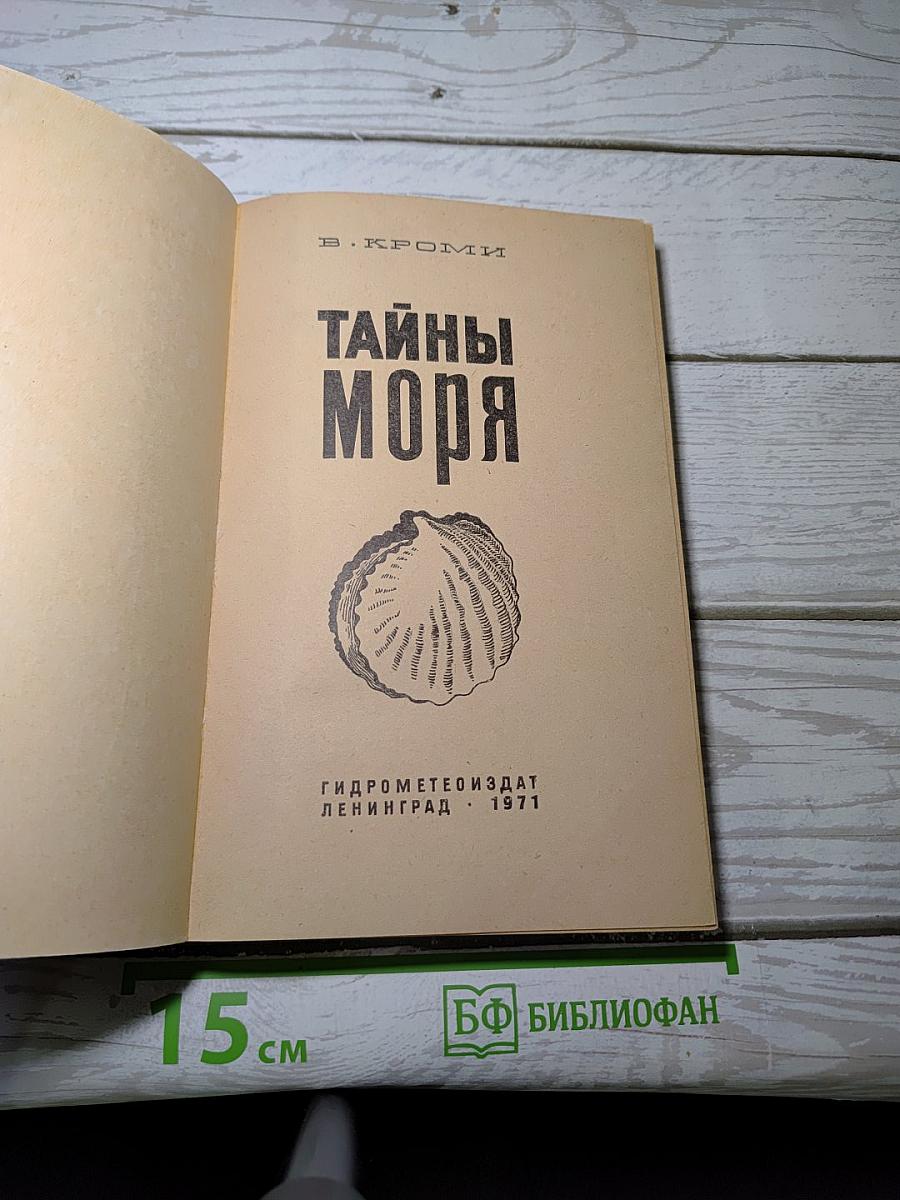 В. КРОМИ
ТАЙНЫ
МОРЯ
ГИДРОМЕТЕОИЗДАТ
ЛЕНИНГРАД · 1971
15 см
БФ БИБЛИОФАН